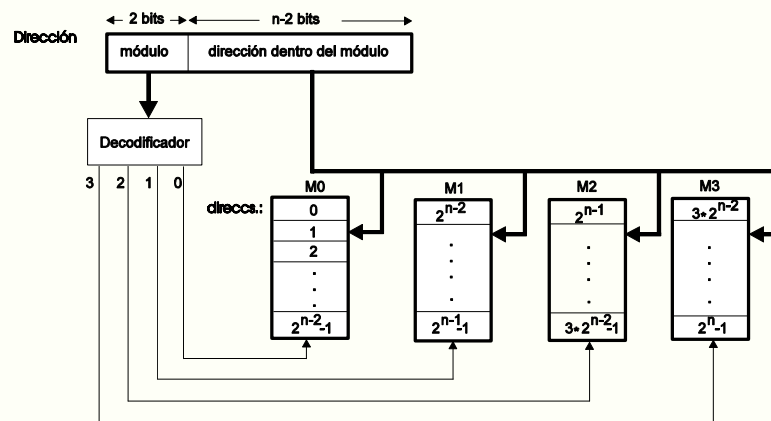 2 bits n-2 bits
Dirección
módulo dirección dentro del módulo
Decodificador
3 2 1 0
M0 M1 M2 M3
direccs.:
0 2^n-2 2^n-1 3*2^n-2
1
2
2^n-2-1 2^n-1-1 3*2^n-2-1 2^n-1